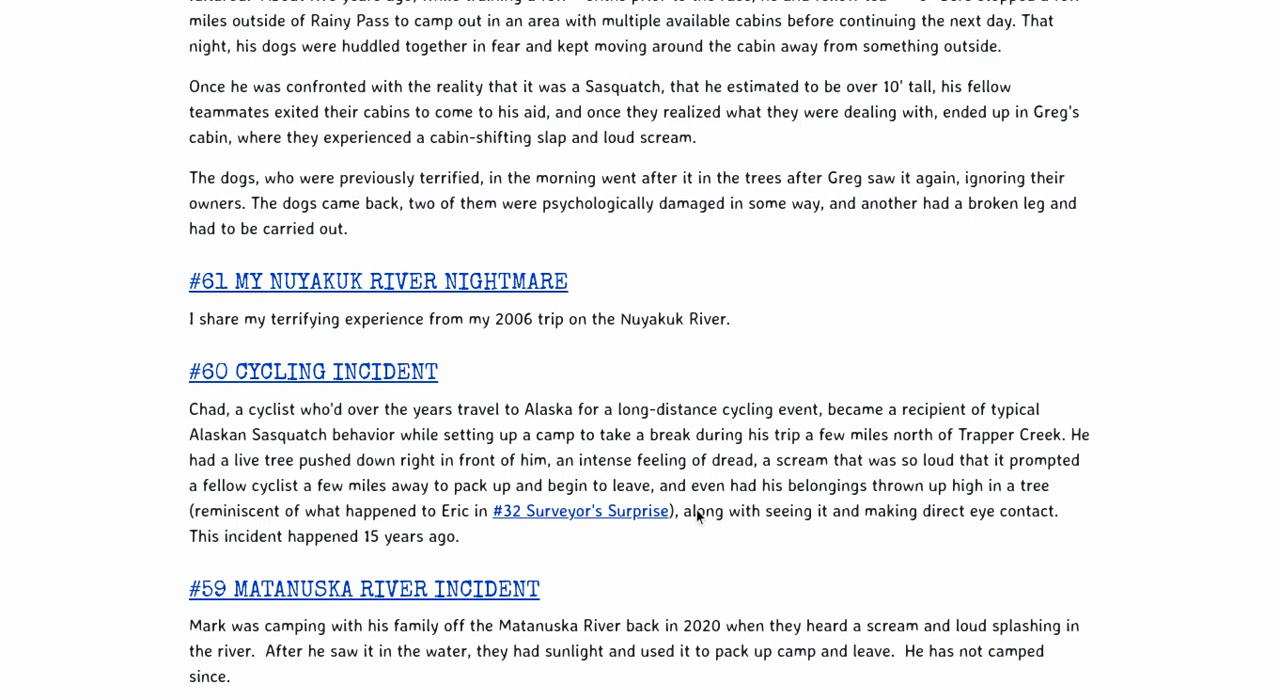 miles outside of Rainy Pass to camp out in an area with multiple available cabins before continuing the next day. That
night, his dogs were huddled together in fear and kept moving around the cabin away from something outside.
Once he was confronted with the reality that it was a Sasquatch, that he estimated to be over 10' tall, his fellow
teammates exited their cabins to come to his aid, and once they realized what they were dealing with, ended up in Greg's
cabin, where they experienced a cabin-shifting slap and loud scream.
The dogs, who were previously terrified, in the morning went after it in the trees after Greg saw it again, ignoring their
owners. The dogs came back, two of them were psychologically damaged in some way, and another had a broken leg and
had to be carried out.
#61 MY NUYAKUK RIVER NIGHTMARE
I share my terrifying experience from my 2006 trip on the Nuyakuk River.
#60 CYCLING INCIDENT
Chad, a cyclist who'd over the years travel to Alaska for a long-distance cycling event, became a recipient of typical
Alaskan Sasquatch behavior while setting up a camp to take a break during his trip a few miles north of Trapper Creek. He
had a live tree pushed down right in front of him, an intense feeling of dread, a scream that was so loud that it prompted
a fellow cyclist a few miles away to pack up and begin to leave, and even had his belongings thrown up high in a tree
(reminiscent of what happened to Eric in #32 Surveyor's Surprise), along with seeing it and making direct eye contact.
This incident happened 15 years ago.
#59 MATANUSKA RIVER INCIDENT
Mark was camping with his family off the Matanuska River back in 2020 when they heard a scream and loud splashing in
the river.  After he saw it in the water, they had sunlight and used it to pack up camp and leave.  He has not camped
since.